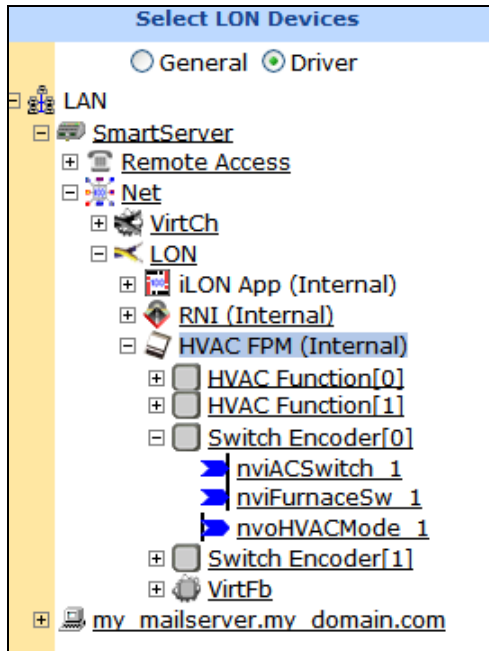 Select LON Devices
General Driver
LAN
SmartServer
Remote Access
Net
VirtCh
LON
iLON App (Internal)
RNI (Internal)
HVAC FPM (Internal)
HVAC Function[0]
HVAC Function[1]
Switch Encoder[0]
nviACSwitch_1
nviFurnaceSw_1
nvoHVACMode_1
Switch Encoder[1]
VirtFb
my_mailserver.my_domain.com